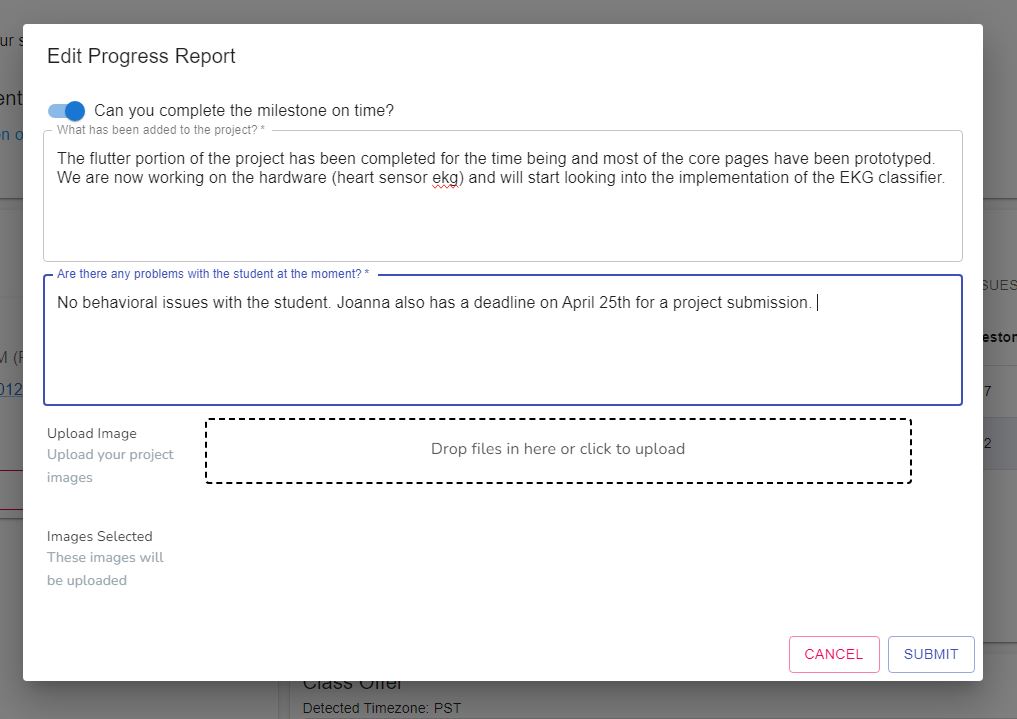 ur s
Edit Progress Report
ent
n o
Can you complete the milestone on time?
What has been added to the project? *
The flutter portion of the project has been completed for the time being and most of the core pages have been prototyped.
We are now working on the hardware (heart sensor ekg) and will start looking into the implementation of the EKG classifier.
Are there any problems with the student at the moment? *
No behavioral issues with the student. Joanna also has a deadline on April 25th for a project submission.
SUES
eston
M (P
012
7
2
Upload Image
Upload your project
images
Drop files in here or click to upload
Images Selected
These images will
be uploaded
CANCEL
SUBMIT
Class Offer
Detected Timezone: PST